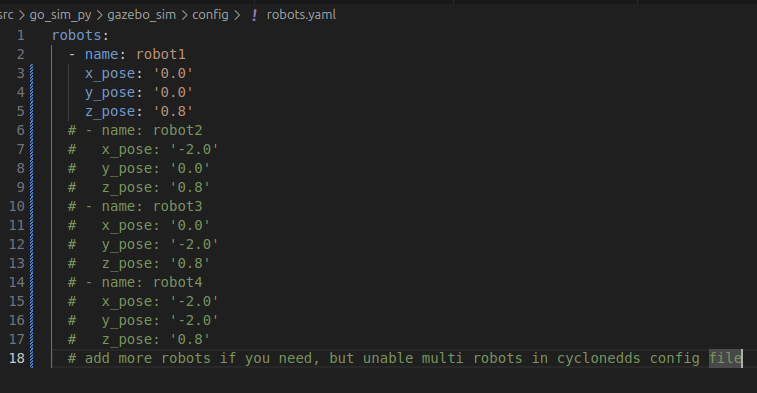 src > go_sim_py > gazebo_sim > config > ! robots.yaml
1 robots:
2 - name: robot1
3 x_pose: '0.0'
4 y_pose: '0.0'
5 z_pose: '0.8'
6 # - name: robot2
7 # x_pose: '-2.0'
8 # y_pose: '0.0'
9 # z_pose: '0.8'
10 # - name: robot3
11 # x_pose: '0.0'
12 # y_pose: '-2.0'
13 # z_pose: '0.8'
14 # - name: robot4
15 # x_pose: '-2.0'
16 # y_pose: '-2.0'
17 # z_pose: '0.8'
18 # add more robots if you need, but unable multi robots in cyclonedds config file